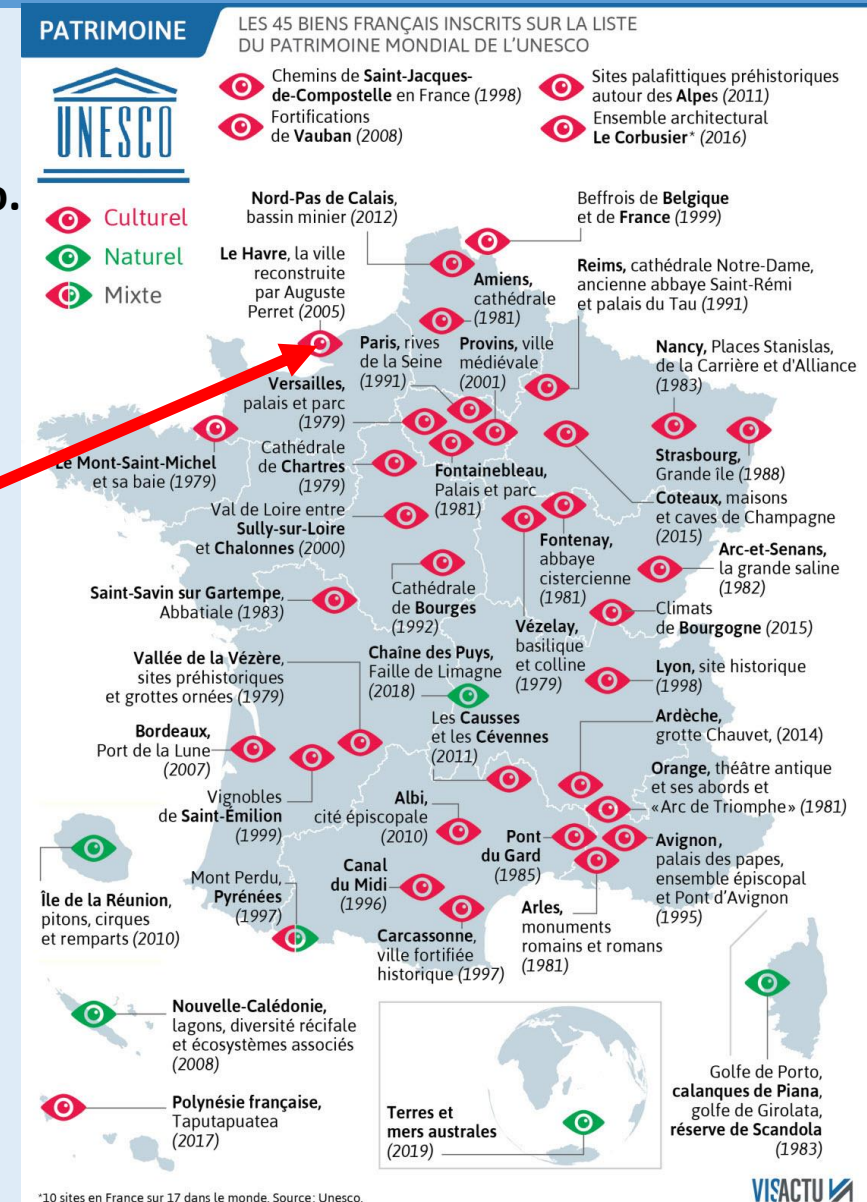 PATRIMOINE
LES 45 BIENS FRANÇAIS INSCRITS SUR LA LISTE
DU PATRIMOINE MONDIAL DE L'UNESCO
UNESCO
Chemins de Saint-Jacques-
de-Compostelle en France (1998)
Fortifications
de Vauban (2008)
Sites palafittiques préhistoriques
autour des Alpes (2011)
Ensemble architectural
Le Corbusier* (2016)
Culturel
Naturel
Mixte
Nord-Pas de Calais,
bassin minier (2012)
Beffrois de Belgique
et de France (1999)
Le Havre, la ville
reconstruite
par Auguste
Perret (2005)
Amiens,
cathédrale
(1981)
Reims, cathédrale Notre-Dame,
ancienne abbaye Saint-Rémi
et palais du Tau (1991)
Paris, rives
de la Seine
(1991)
Provins, ville
médiévale
(2001)
Nancy, Places Stanislas,
de la Carrière et d'Alliance
(1983)
Versailles,
palais et parc
(1979)
Le Mont-Saint-Michel
et sa baie (1979)
Cathédrale
de Chartres
(1979)
Fontainebleau,
Palais et parc
(1981)
Strasbourg,
Grande île (1988)
Coteaux, maisons
et caves de Champagne
(2015)
Val de Loire entre
Sully-sur-Loire
et Chalonnes (2000)
Fontenay,
abbaye
cistercienne
(1981)
Arc-et-Senans,
la grande saline
(1982)
Saint-Savin sur Gartempe,
Abbatiale (1983)
Cathédrale
de Bourges
(1992)
Climats
de Bourgogne (2015)
Vézelay,
basilique
et colline
(1979)
Vallée de la Vézère,
sites préhistoriques
et grottes ornées (1979)
Chaîne des Puys,
Faille de Limagne
(2018)
Lyon, site historique
(1998)
Bordeaux,
Port de la Lune
(2007)
Les Causses
et les Cévennes
(2011)
Ardèche,
grotte Chauvet, (2014)
Orange, théâtre antique
et ses abords et
«Arc de Triomphe» (1981)
Vignobles
de Saint-Émilion
(1999)
Albi,
cité épiscopale
(2010)
Pont
du Gard
(1985)
Avignon,
palais des papes,
ensemble épiscopal
et Pont d'Avignon
(1995)
Île de la Réunion,
pitons, cirques
et remparts (2010)
Mont Perdu,
Pyrénées
(1997)
Canal
du Midi
(1996)
Carcassonne,
ville fortifiée
historique (1997)
Arles,
monuments
romains et romans
(1981)
Nouvelle-Calédonie,
lagons, diversité récifale
et écosystèmes associés
(2008)
Polynésie française,
Taputapuatea
(2017)
Terres et
mers australes
(2019)
Golfe de Porto,
calanques de Piana,
golfe de Girolata,
réserve de Scandola
(1983)
*10 sites en France sur 17 dans le monde. Source: Unesco.
VISACTU